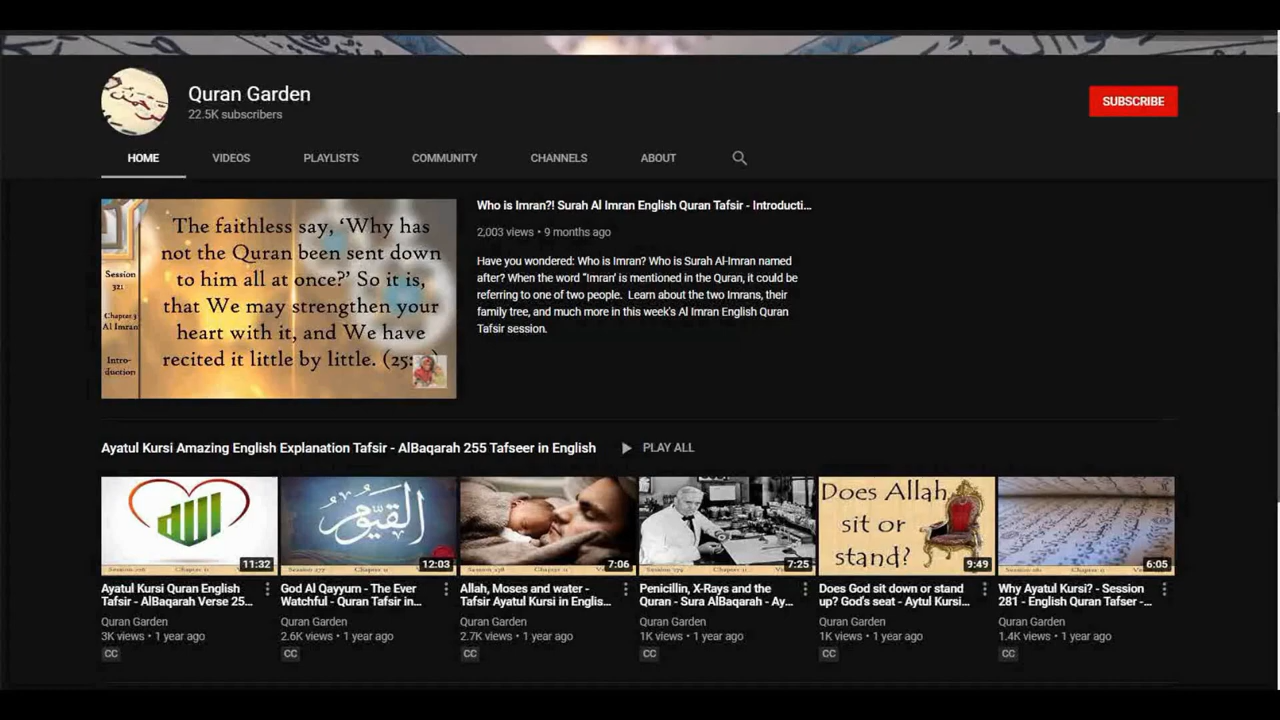 Quran Garden
22.5K subscribers
SUBSCRIBE
HOME
VIDEOS
PLAYLISTS
COMMUNITY
CHANNELS
ABOUT
The faithless say, ‘Why has
not the Quran been sent down
to him all at once?’ So it is,
that We may strengthen your
heart with it, and We have
recited it little by little. (25:
Session
32:
Chapter 3
Al Imran
Intro-
duction
Who is Imran?! Surah Al Imran English Quran Tafsir - Introducti...
2,003 views • 9 months ago
Have you wondered: Who is Imran? Who is Surah Al-Imran named
after? When the word “Imran’ is mentioned in the Quran, it could be
referring to one of two people.  Learn about the two Imrans, their
family tree, and much more in this week's Al Imran English Quran
Tafsir session.
Ayatul Kursi Amazing English Explanation Tafsir - AlBaqarah 255 Tafseer in English
PLAY ALL
الله
11:32
Ayatul Kursi Quran English
Tafsir - AlBaqarah Verse 25...
Quran Garden
3K views • 1 year ago
CC
القيوم
12:03
God Al Qayyum - The Ever
Watchful - Quran Tafsir in...
Quran Garden
2.6K views • 1 year ago
CC
7:06
Allah, Moses and water -
Tafsir Ayatul Kursi in Englis...
Quran Garden
2.7K views • 1 year ago
CC
7:25
Penicillin, X-Rays and the
Quran - Sura AlBaqarah - Ay...
Quran Garden
1K views • 1 year ago
CC
Does Allah
sit or
stand?
9:49
Does God sit down or stand
up? God's seat - Aytul Kursi...
Quran Garden
1K views • 1 year ago
CC
6:05
Why Ayatul Kursi? - Session
281 - English Quran Tafser -...
Quran Garden
1.4K views • 1 year ago
CC